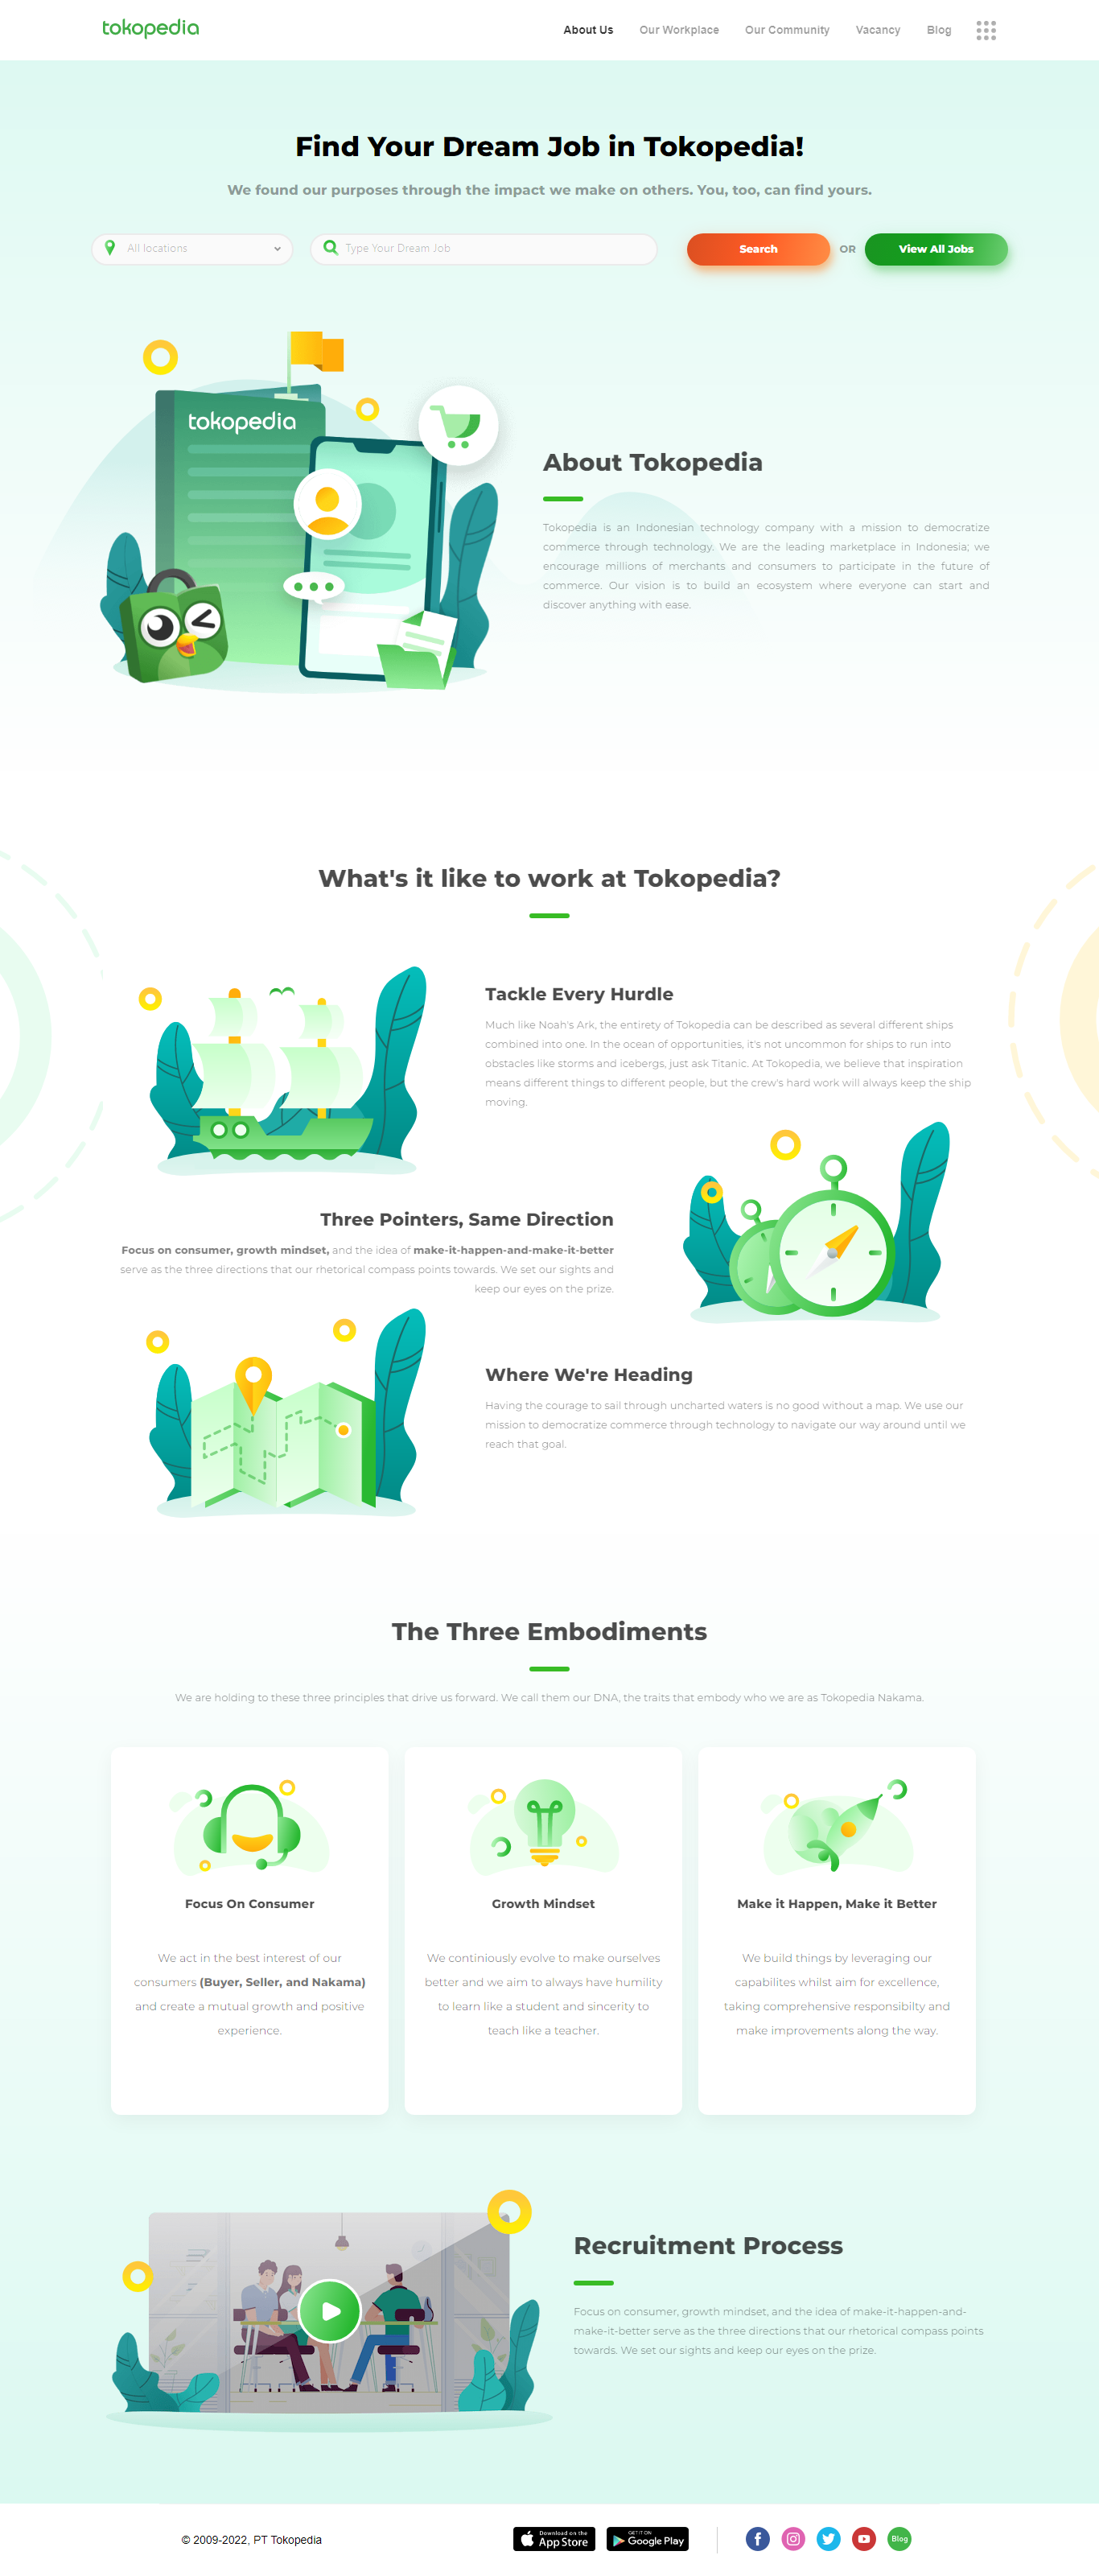 tokopedia
About Us
Our Workplace
Our Community
Vacancy
Blog
Find Your Dream Job in Tokopedia!
We found our purposes through the impact we make on others. You, too, can find yours.
All locations
Type Your Dream Job
Search
OR
View All Jobs
tokopedia
About Tokopedia
Tokopedia is an Indonesian technology company with a mission to democratize
commerce through technology. We are the leading marketplace in Indonesia; we
encourage millions of merchants and consumers to participate in the future of
commerce. Our vision is to build an ecosystem where everyone can start and
discover anything with ease.
What's it like to work at Tokopedia?
Tackle Every Hurdle
Much like Noah's Ark, the entirety of Tokopedia can be described as several different ships
combined into one. In the ocean of opportunities, it's not uncommon for ships to run into
obstacles like storms and icebergs, just ask Titanic. At Tokopedia, we believe that inspiration
means different things to different people, but the crew's hard work will always keep the ship
moving.
Three Pointers, Same Direction
Focus on consumer, growth mindset, and the idea of make-it-happen-and-make-it-better
serve as the three directions that our rhetorical compass points towards. We set our sights and
keep our eyes on the prize.
Where We're Heading
Having the courage to sail through uncharted waters is no good without a map. We use our
mission to democratize commerce through technology to navigate our way around until we
reach that goal.
The Three Embodiments
We are holding to these three principles that drive us forward. We call them our DNA, the traits that embody who we are as Tokopedia Nakama.
Focus On Consumer
We act in the best interest of our
consumers (Buyer, Seller, and Nakama)
and create a mutual growth and positive
experience.
Growth Mindset
We continiously evolve to make ourselves
better and we aim to always have humility
to learn like a student and sincerity to
teach like a teacher.
Make it Happen, Make it Better
We build things by leveraging our
capabilites whilst aim for excellence,
taking comprehensive responsibilty and
make improvements along the way.
Recruitment Process
Focus on consumer, growth mindset, and the idea of make-it-happen-and-
make-it-better serve as the three directions that our rhetorical compass points
towards. We set our sights and keep our eyes on the prize.
© 2009-2022, PT Tokopedia
Download on the
App Store
GET IT ON
Google Play
Blog